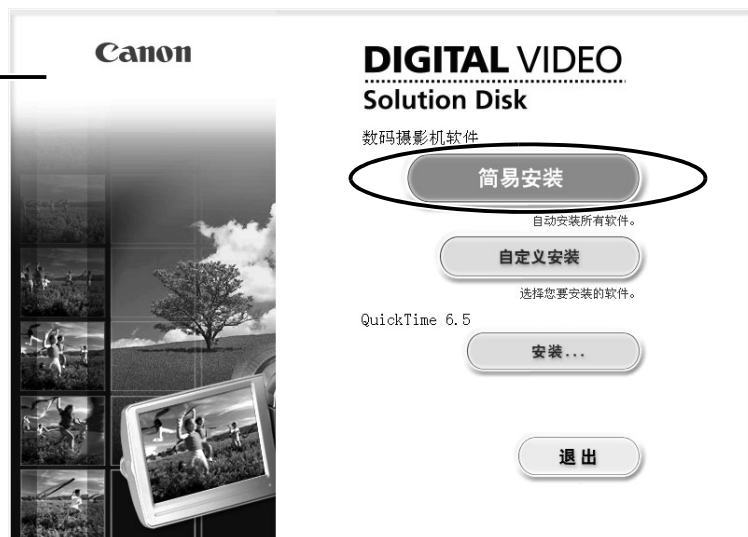 Canon
DIGITAL VIDEO
Solution Disk
数码摄影机软件
简易安装
自动安装所有软件。
自定义安装
选择您要安装的软件。
QuickTime 6.5
安装...
退出